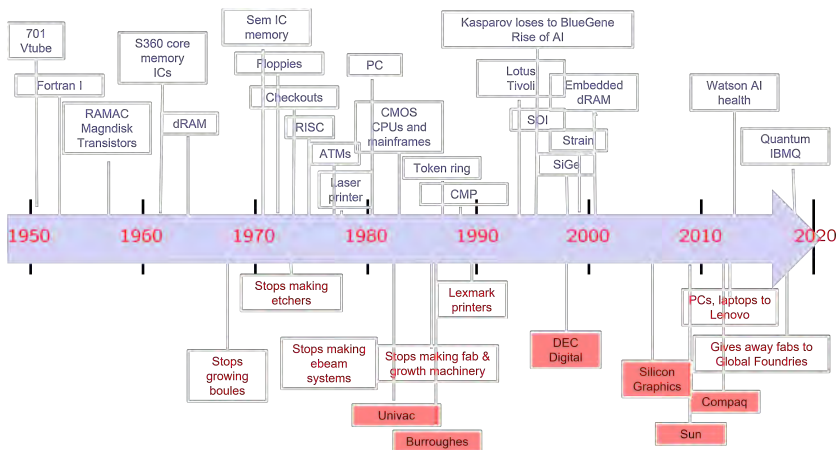 701
Vtube
Fortran I
RAMAC
Magndisk
Transistors
S360 core
memory
ICs
dRAM
Sem IC
memory
Floppies
Checkouts
RISC
ATMs
Laser
printer
PC
CMOS
CPUs and
mainframes
Token ring
CMP
Kasparov loses to BlueGene
Rise of AI
Lotus
Tivoli
SOI
Embedded
dRAM
Strain
SiGe
Watson AI
health
Quantum
IBMQ
1950
1960
1970
1980
1990
2000
2010
2020
Stops
growing
boules
Stops making
etchers
Stops making
ebeam
systems
Stops making fab &
growth machinery
Univac
Burroughes
Lexmark
printers
DEC
Digital
Silicon
Graphics
Sun
Compaq
PCs, laptops to
Lenovo
Gives away fabs to
Global Foundries